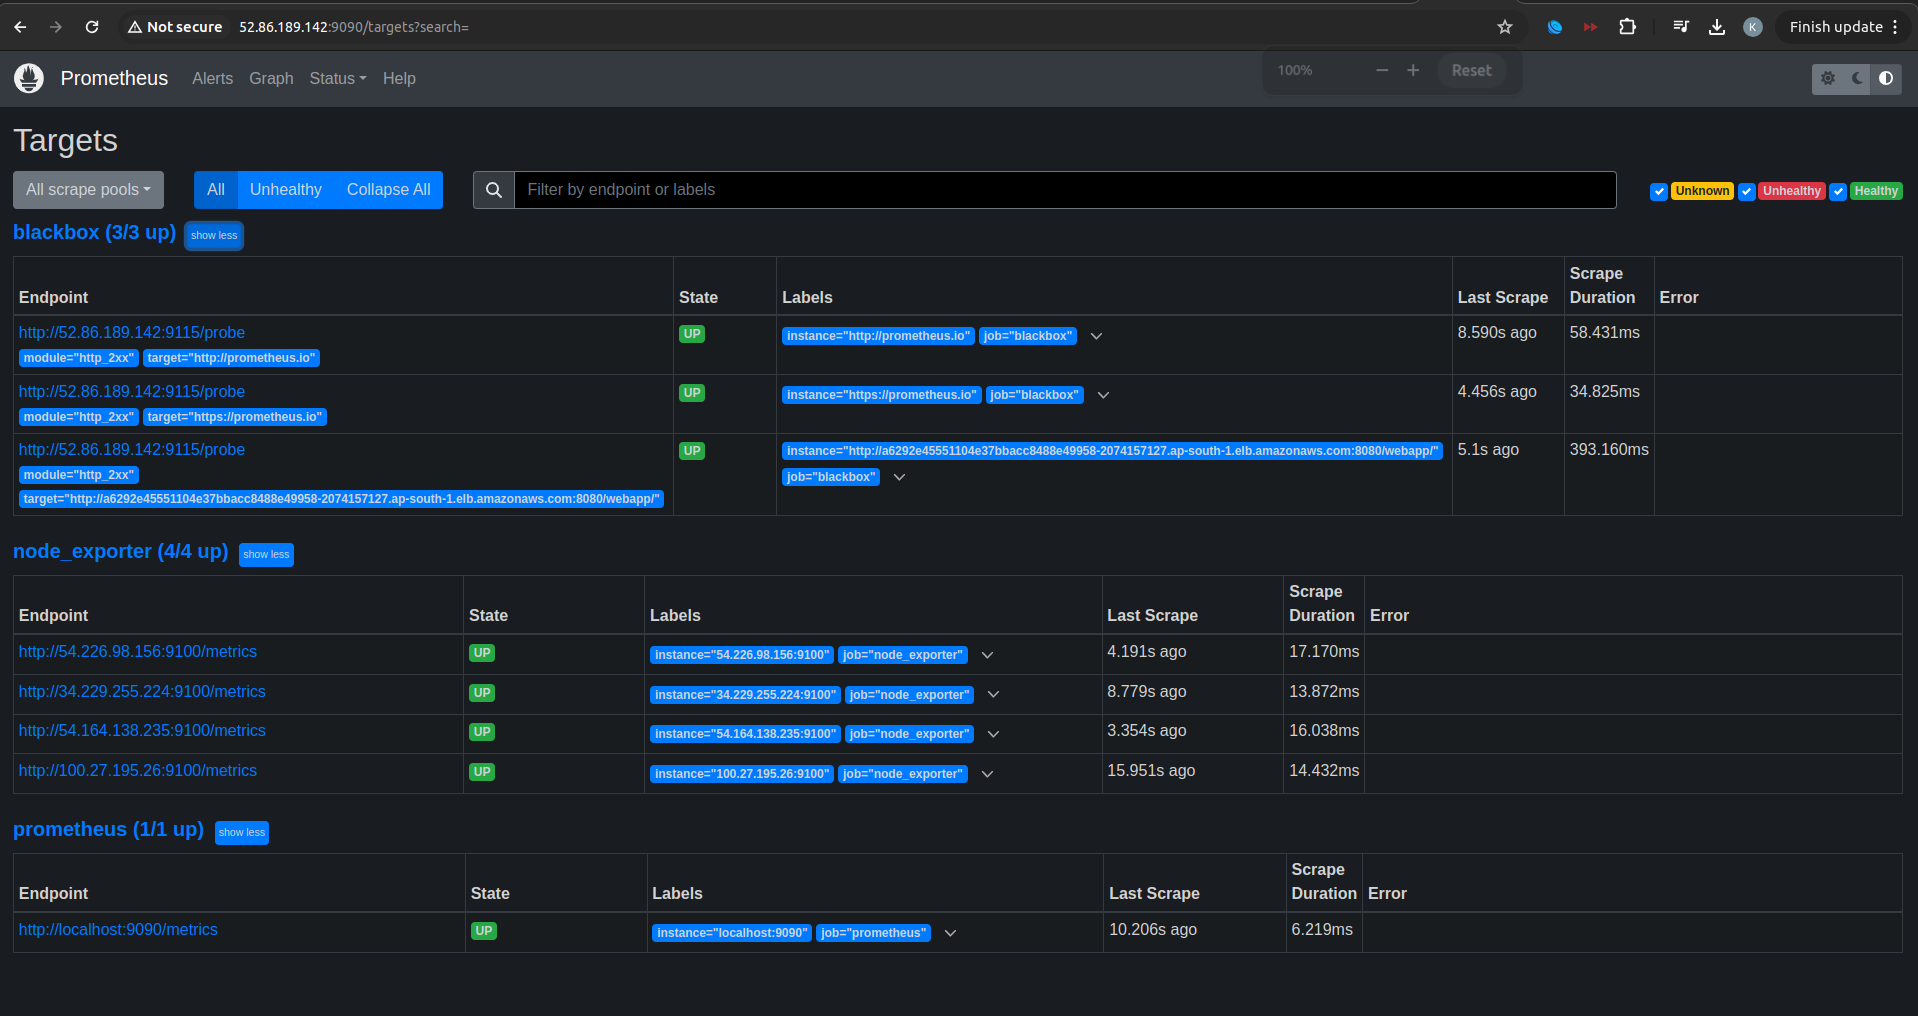 Not secure 52.86.189.142:9090/targets?search= K Finish update
Prometheus Alerts Graph Status Help 100% − + Reset
Targets
All scrape pools All Unhealthy Collapse All Filter by endpoint or labels Unknown Unhealthy Healthy
blackbox (3/3 up) show less
Endpoint State Labels Last Scrape Scrape Duration Error
http://52.86.189.142:9115/probe UP instance="http://prometheus.io" job="blackbox" 8.590s ago 58.431ms
module="http_2xx" target="http://prometheus.io"
http://52.86.189.142:9115/probe UP instance="https://prometheus.io" job="blackbox" 4.456s ago 34.825ms
module="http_2xx" target="https://prometheus.io"
http://52.86.189.142:9115/probe UP instance="http://a6292e45551104e37bbacc8488e49958-2074157127.ap-south-1.elb.amazonaws.com:8080/webapp/" 5.1s ago 393.160ms
module="http_2xx" job="blackbox"
target="http://a6292e45551104e37bbacc8488e49958-2074157127.ap-south-1.elb.amazonaws.com:8080/webapp/"
node_exporter (4/4 up) show less
Endpoint State Labels Last Scrape Scrape Duration Error
http://54.226.98.156:9100/metrics UP instance="54.226.98.156:9100" job="node_exporter" 4.191s ago 17.170ms
http://34.229.255.224:9100/metrics UP instance="34.229.255.224:9100" job="node_exporter" 8.779s ago 13.872ms
http://54.164.138.235:9100/metrics UP instance="54.164.138.235:9100" job="node_exporter" 3.354s ago 16.038ms
http://100.27.195.26:9100/metrics UP instance="100.27.195.26:9100" job="node_exporter" 15.951s ago 14.432ms
prometheus (1/1 up) show less
Endpoint State Labels Last Scrape Scrape Duration Error
http://localhost:9090/metrics UP instance="localhost:9090" job="prometheus" 10.206s ago 6.219ms